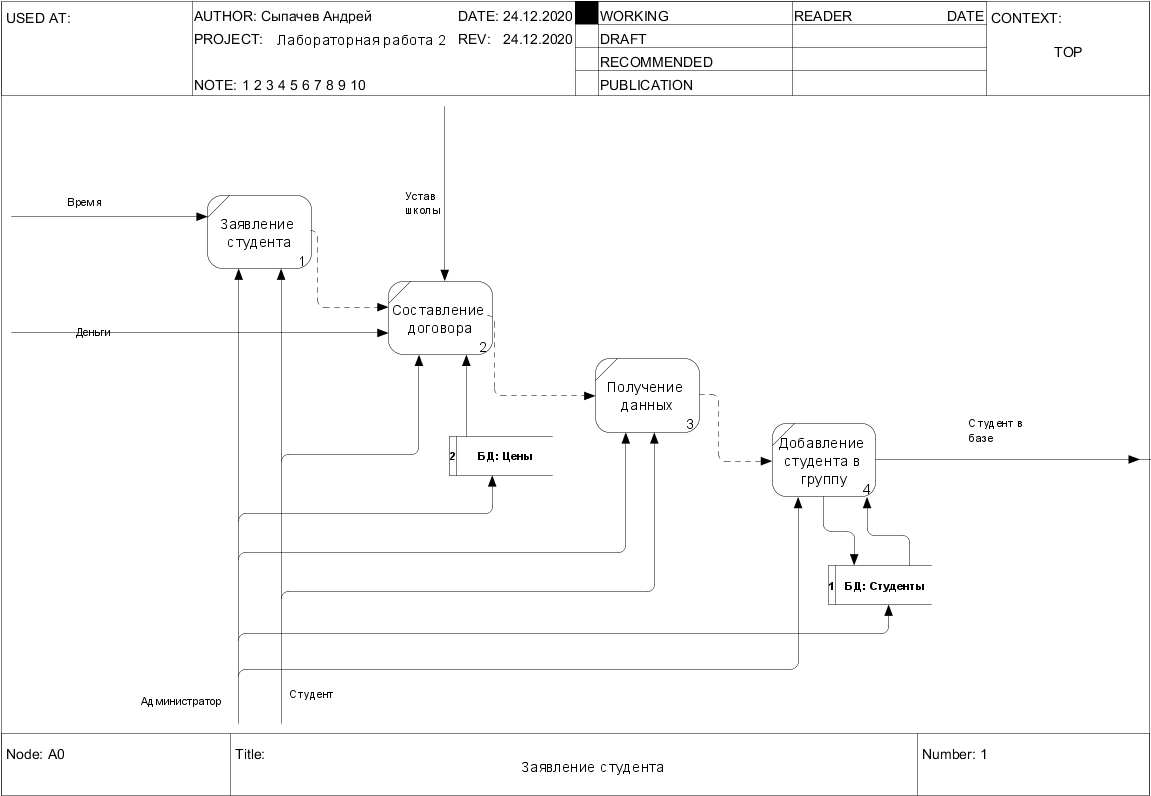 USED AT:
AUTHOR: Сыпачев Андрей
DATE: 24.12.2020
WORKING
READER
DATE
CONTEXT:
PROJECT: Лабораторная работа 2
REV: 24.12.2020
DRAFT
TOP
RECOMMENDED
NOTE: 1 2 3 4 5 6 7 8 9 10
PUBLICATION
Время
Устав
школы
Заявление
студента
1
Деньги
Составление
договора
2
Получение
данных
3
Студент в
базе
Добавление
студента в
группу
4
2 БД: Цены
1 БД: Студенты
Администратор
Студент
Node: A0
Title:
Заявление студента
Number: 1